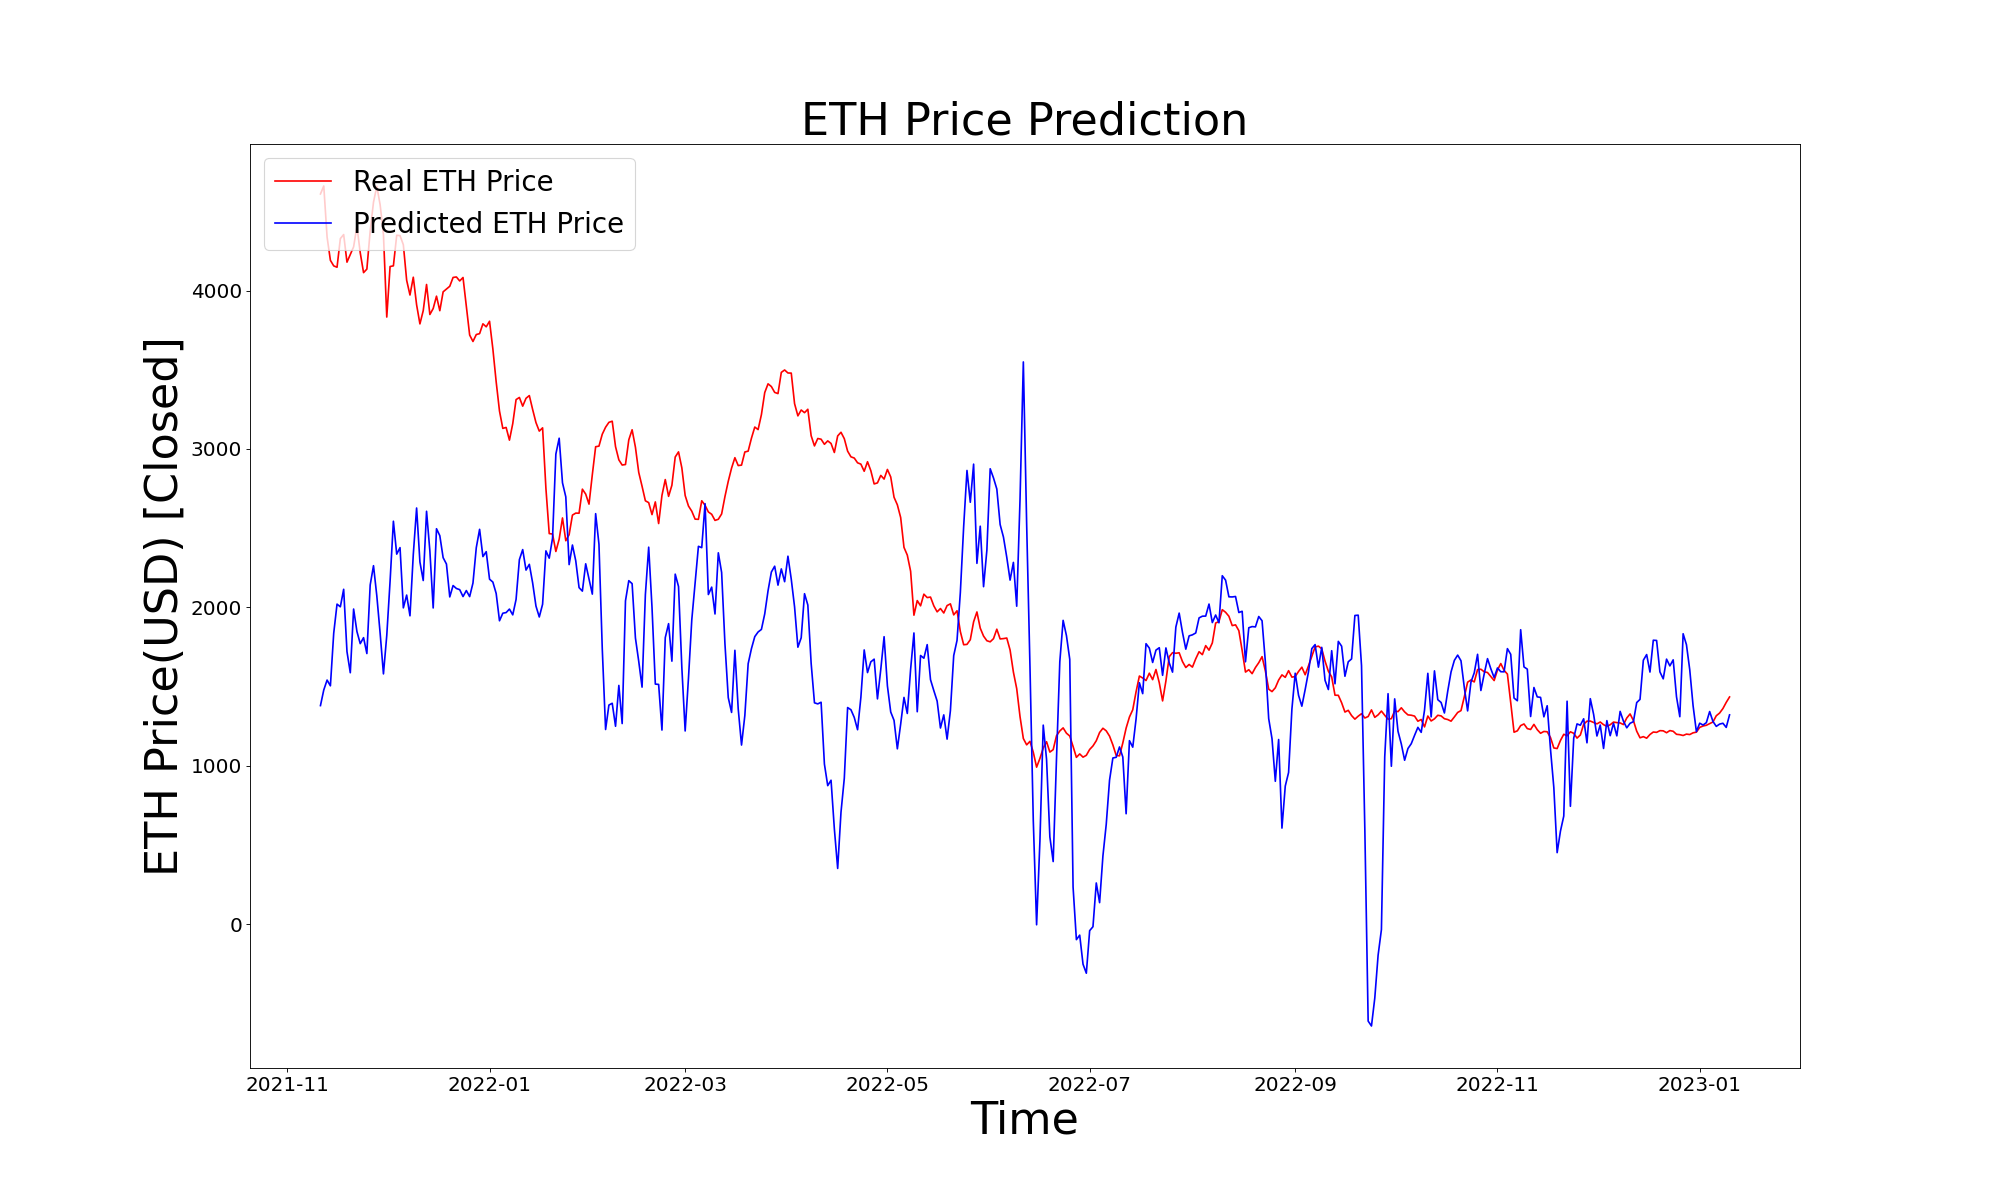 ETH Price Prediction
Real ETH Price
Predicted ETH Price
ETH Price(USD) [Closed]
4000
3000
2000
1000
0
2021-11 2022-01 2022-03 2022-05 2022-07 2022-09 2022-11 2023-01
Time